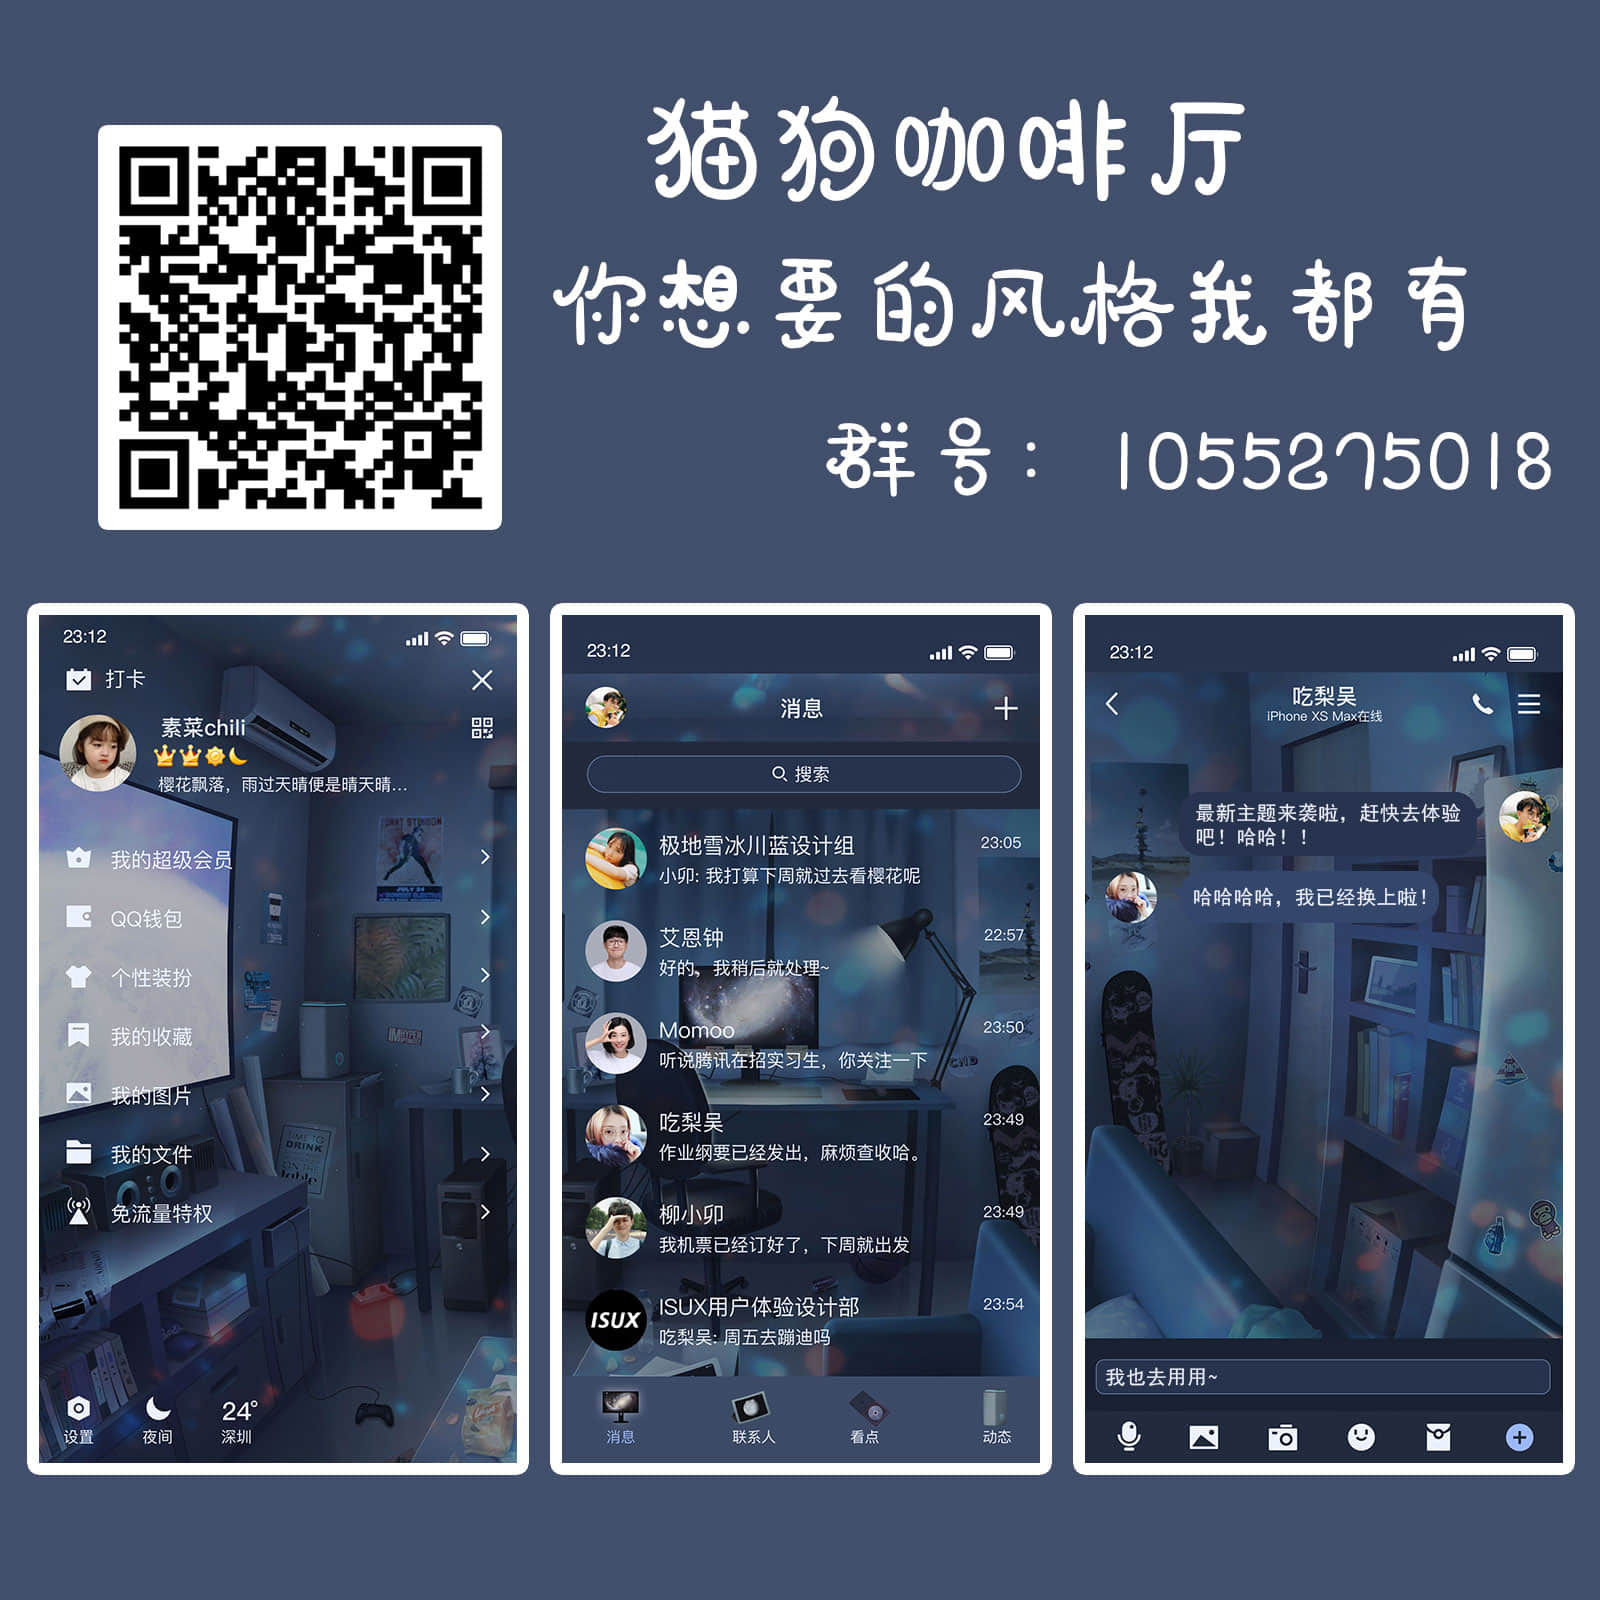 猫狗咖啡厅
你想要的风格我都有
群号：1055275018
23:12
打卡
素菜chili
樱花飘落，雨过天晴便是晴天晴...
我的超级会员
QQ钱包
个性装扮
我的收藏
我的图片
我的文件
免流量特权
JULY 24
DRINK
设置
夜间
24°
深圳
23:12
消息
搜索
极地雪冰川蓝设计组
23:05
小卯: 我打算下周就过去看樱花呢
艾恩钟
22:57
好的，我稍后就处理~
Momoo
23:50
听说腾讯在招实习生，你关注一下
吃梨吴
23:49
作业纲要已经发出，麻烦查收哈。
柳小卯
23:49
我机票已经订好了，下周就出发
ISUX
ISUX用户体验设计部
23:54
吃梨吴: 周五去蹦迪吗
消息
联系人
看点
动态
23:12
吃梨吴
iPhone XS Max在线
最新主题来袭啦，赶快去体验
吧！哈哈！！
哈哈哈哈，我已经换上啦！
我也去用用~